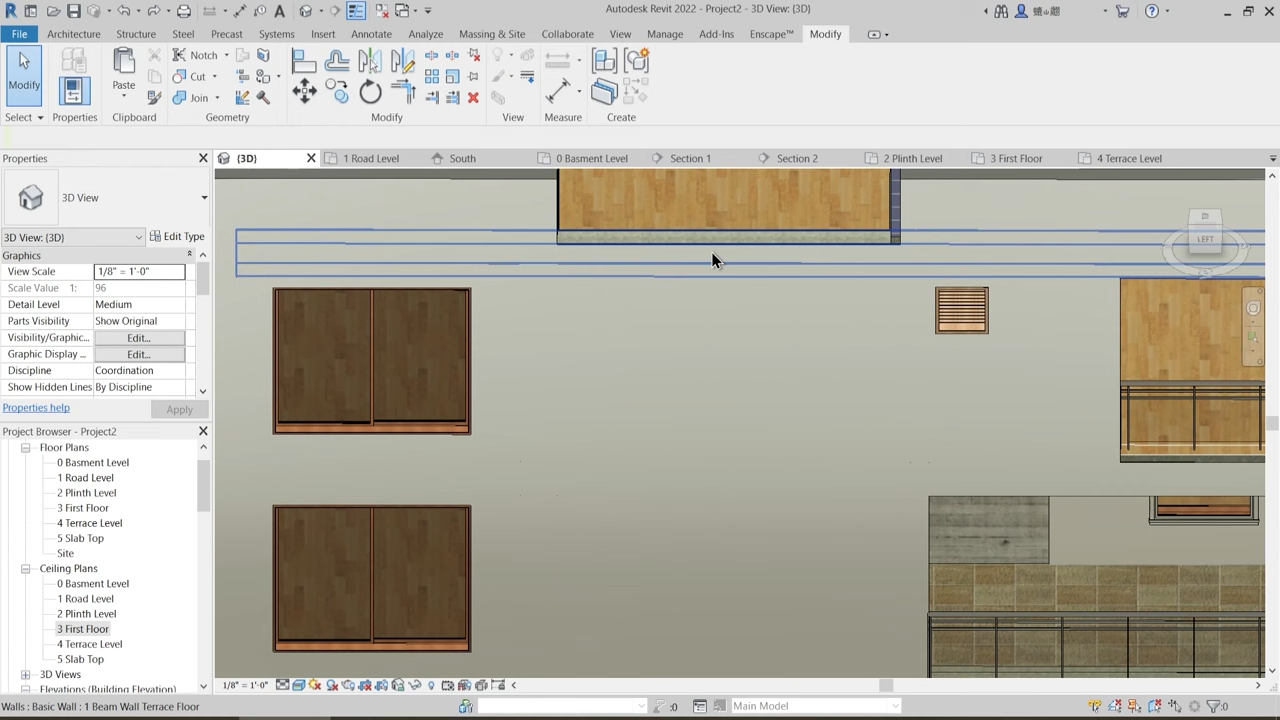 Autodesk Revit 2022 - Project2 - 3D View: {3D}
File Architecture Structure Steel Precast Systems Insert Annotate Analyze Massing & Site Collaborate View Manage Add-Ins Enscape™ Modify
Modify Paste Notch Cut Join
Select Properties Clipboard Geometry Modify View Measure Create
Properties
{3D} 1 Road Level South 0 Basment Level Section 1 Section 2 2 Plinth Level 3 First Floor 4 Terrace Level
3D View
LEFT
3D View: {3D} Edit Type
Graphics
View Scale 1/8" = 1'-0"
Scale Value 1: 96
Detail Level Medium
Parts Visibility Show Original
Visibility/Graphic... Edit...
Graphic Display ... Edit...
Discipline Coordination
Show Hidden Lines By Discipline
Properties help Apply
Project Browser - Project2
Floor Plans
0 Basment Level
1 Road Level
2 Plinth Level
3 First Floor
4 Terrace Level
5 Slab Top
Site
Ceiling Plans
0 Basment Level
1 Road Level
2 Plinth Level
3 First Floor
4 Terrace Level
5 Slab Top
3D Views
Elevations (Building Elevation)
1/8" = 1'-0"
Walls : Basic Wall : 1 Beam Wall Terrace Floor :0 Main Model :0